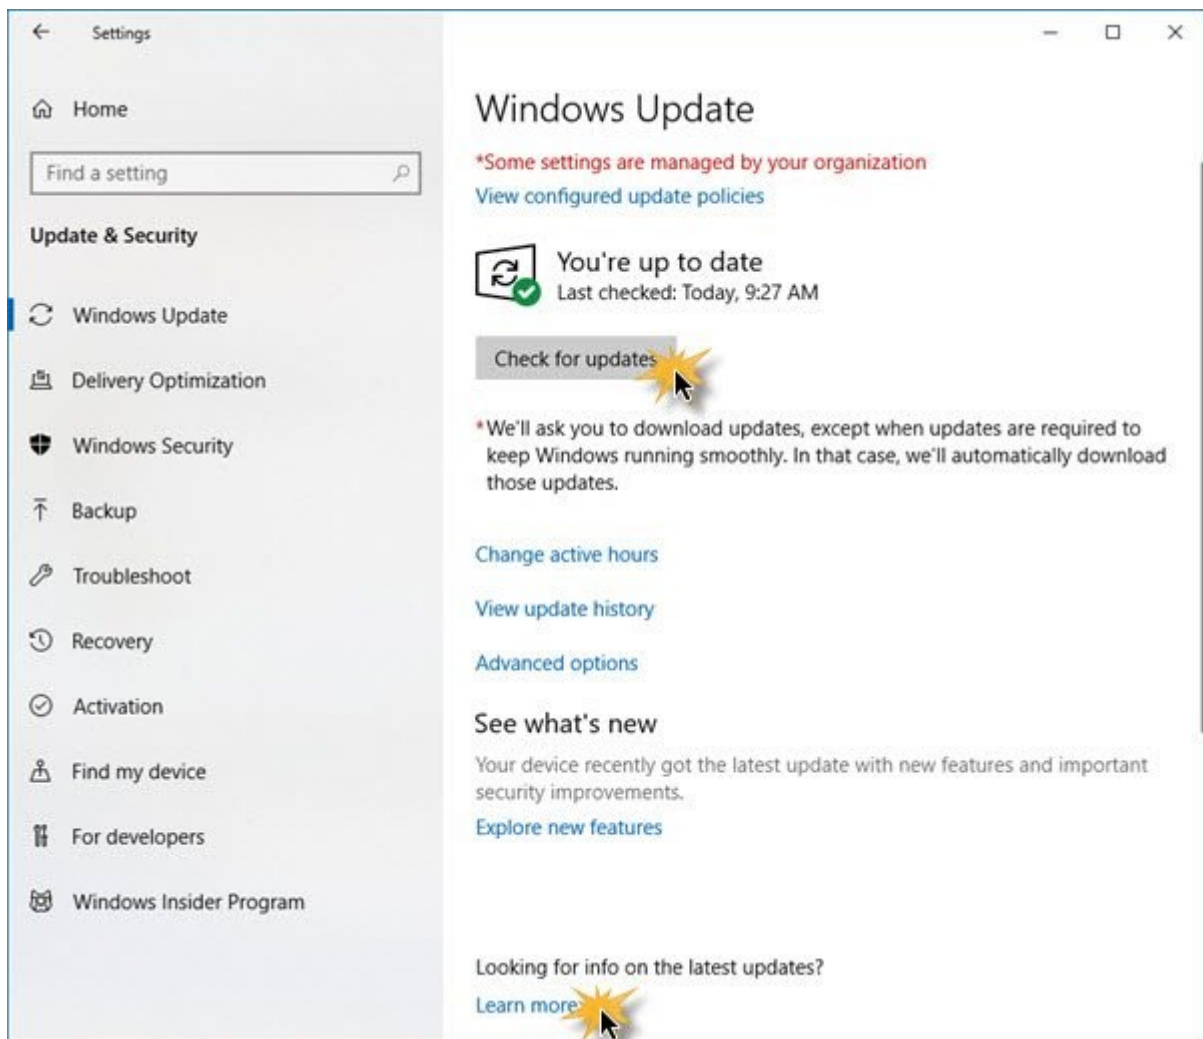 Settings
Home
Find a setting
Update & Security
Windows Update
Delivery Optimization
Windows Security
Backup
Troubleshoot
Recovery
Activation
Find my device
For developers
Windows Insider Program
Windows Update
*Some settings are managed by your organization
View configured update policies
You're up to date
Last checked: Today, 9:27 AM
Check for updates
*We'll ask you to download updates, except when updates are required to
keep Windows running smoothly. In that case, we'll automatically download
those updates.
Change active hours
View update history
Advanced options
See what's new
Your device recently got the latest update with new features and important
security improvements.
Explore new features
Looking for info on the latest updates?
Learn more